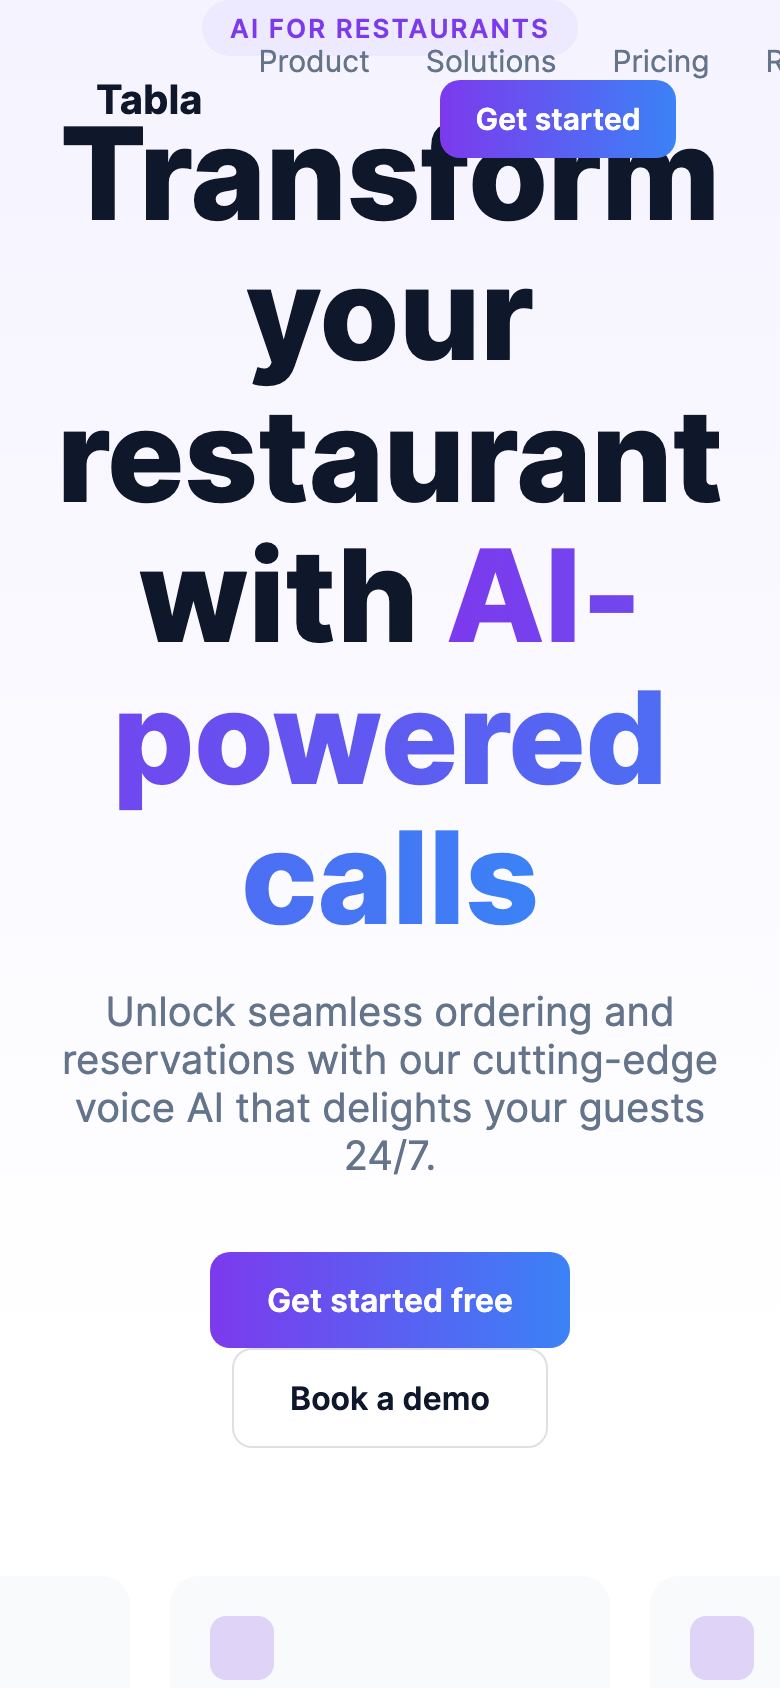 AI FOR RESTAURANTS
Product Solutions Pricing
Tabla
Get started
Transform
your
restaurant
with AI-
powered
calls
Unlock seamless ordering and
reservations with our cutting-edge
voice AI that delights your guests
24/7.
Get started free
Book a demo